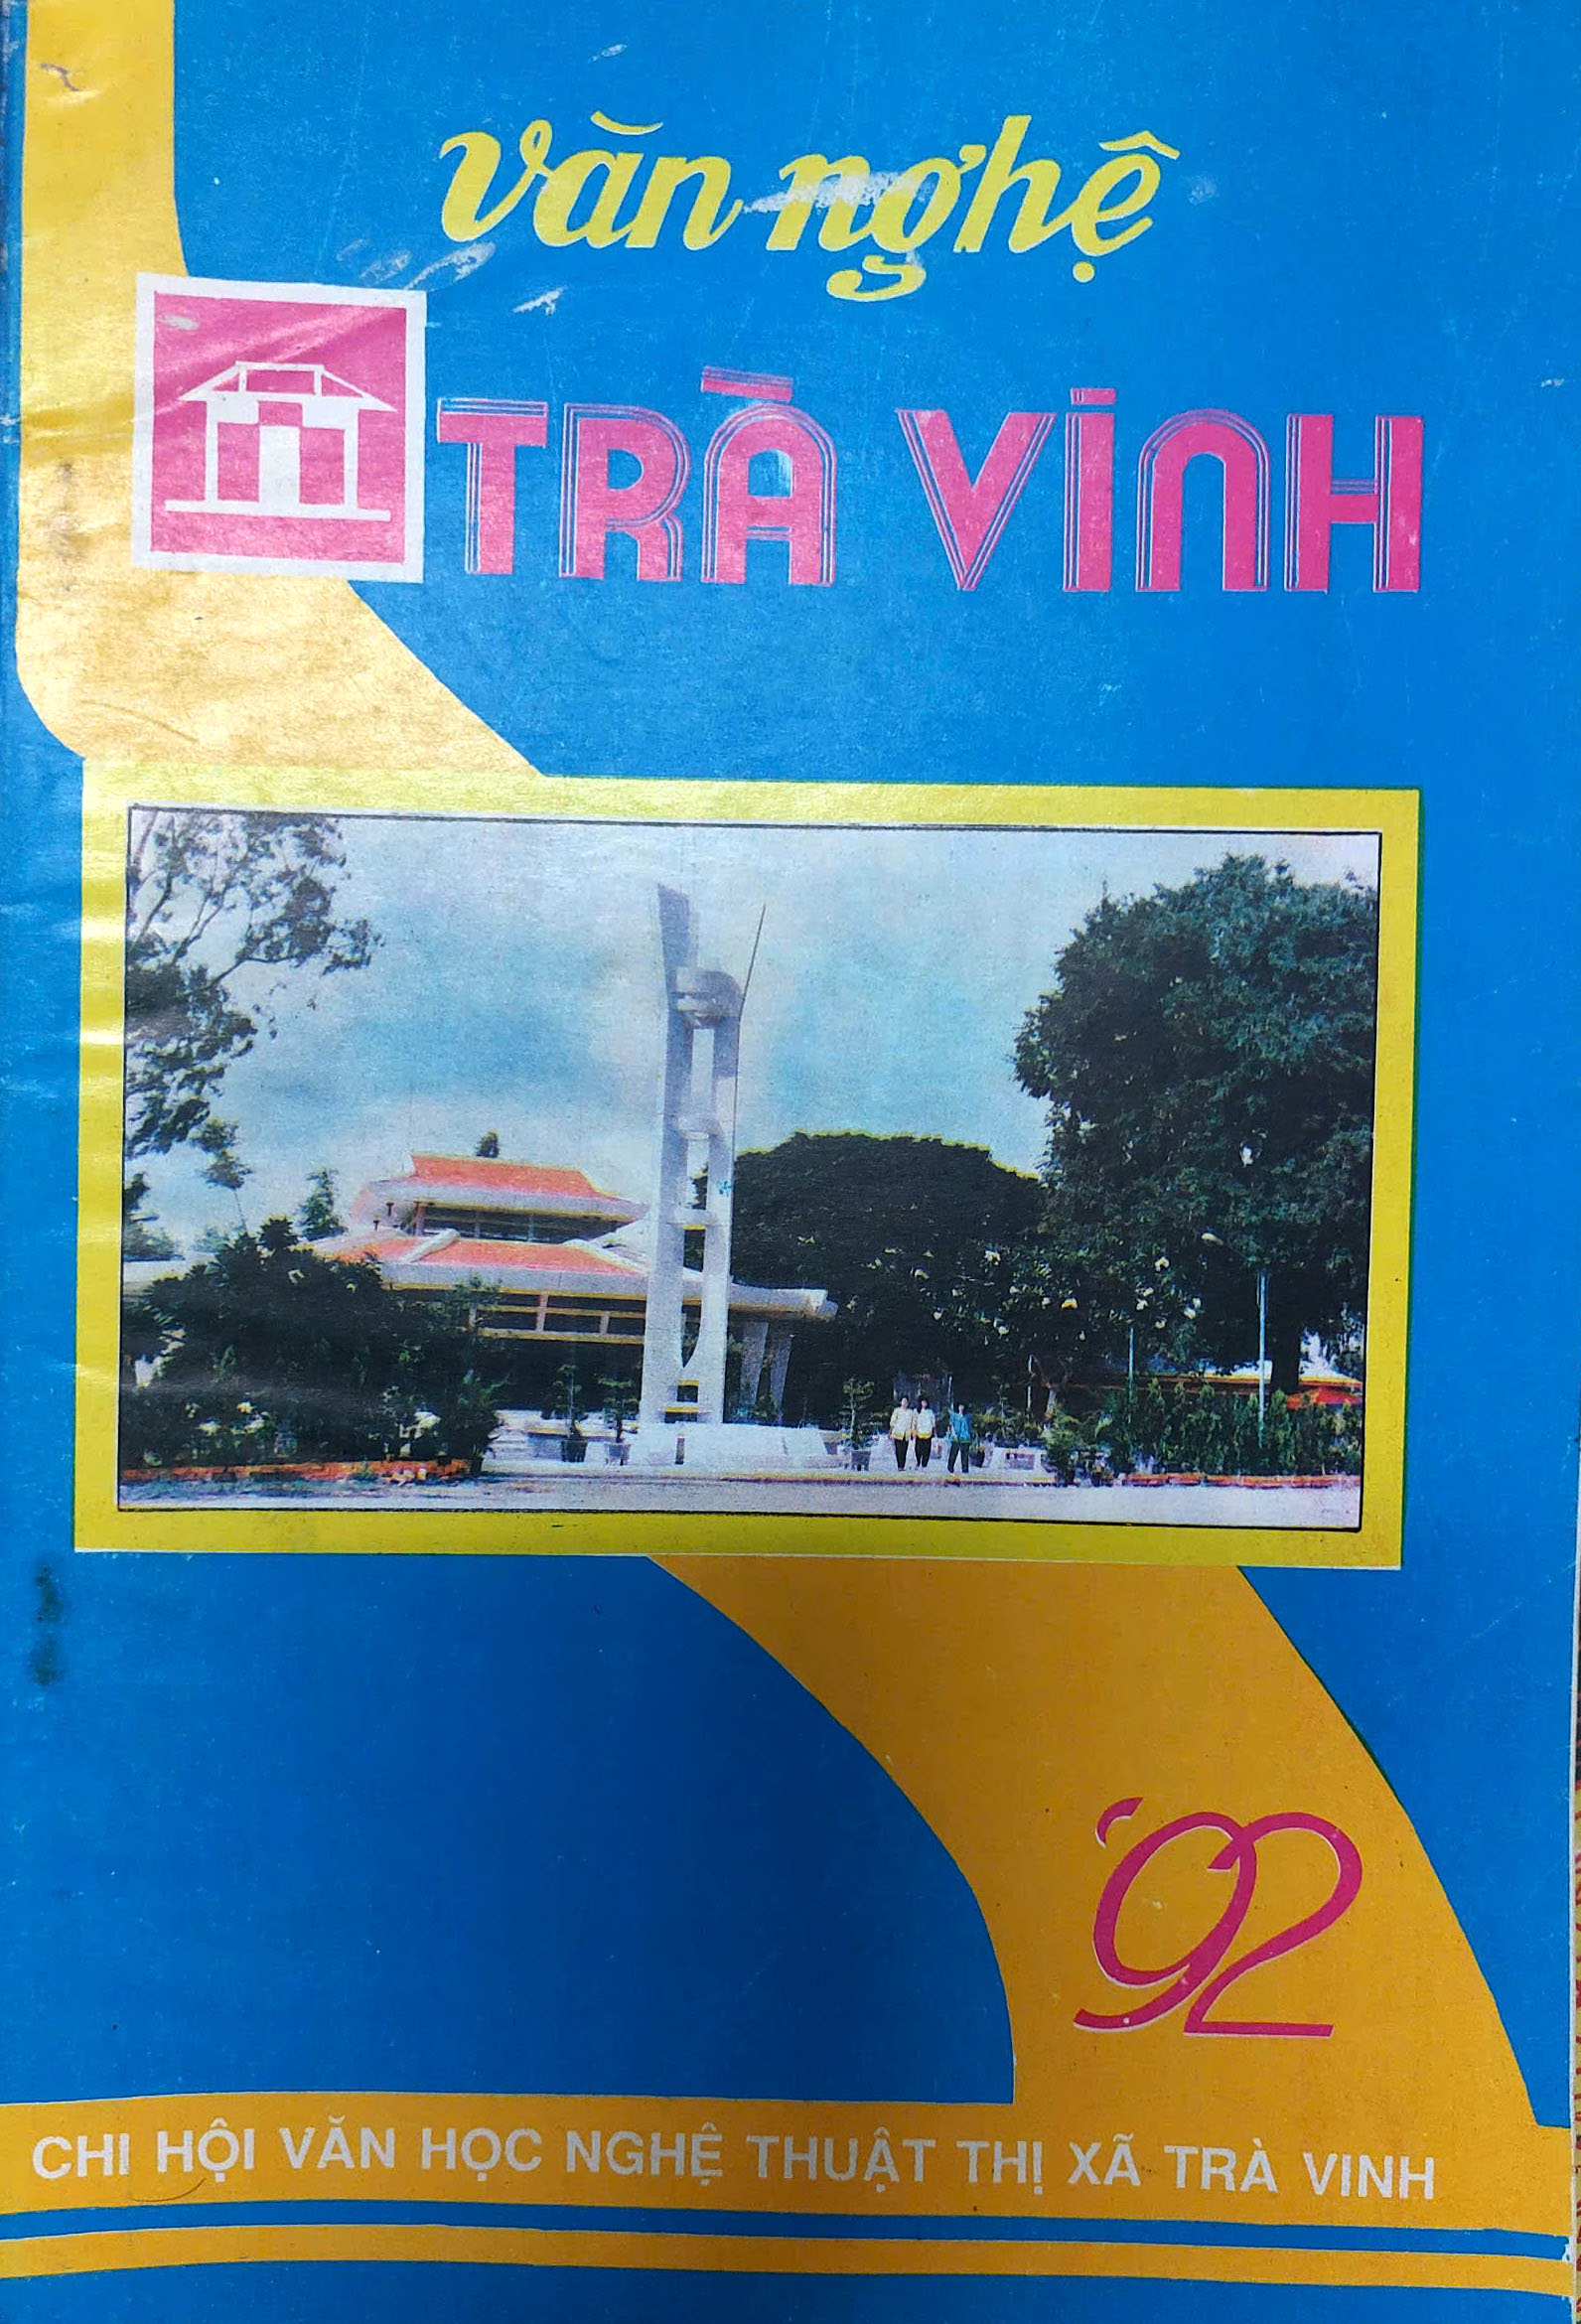 văn nghệ
TRÀ VINH
'92
CHI HỘI VĂN HỌC NGHỆ THUẬT THỊ XÃ TRÀ VINH